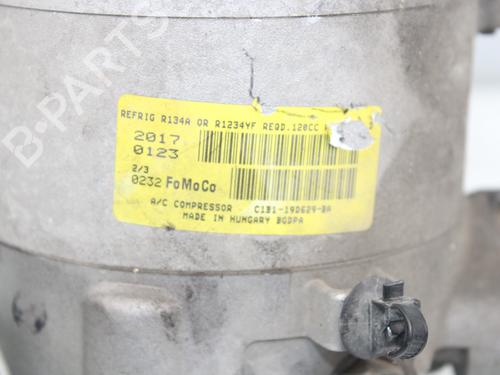 REFRIG R134A OR R1234YF REQD.120CC
2017
0123
2/3
0232 FoMoCo
A/C COMPRESSOR C1B1-19D629-BA
MADE IN HUNGARY BGDPA
B-PARTS